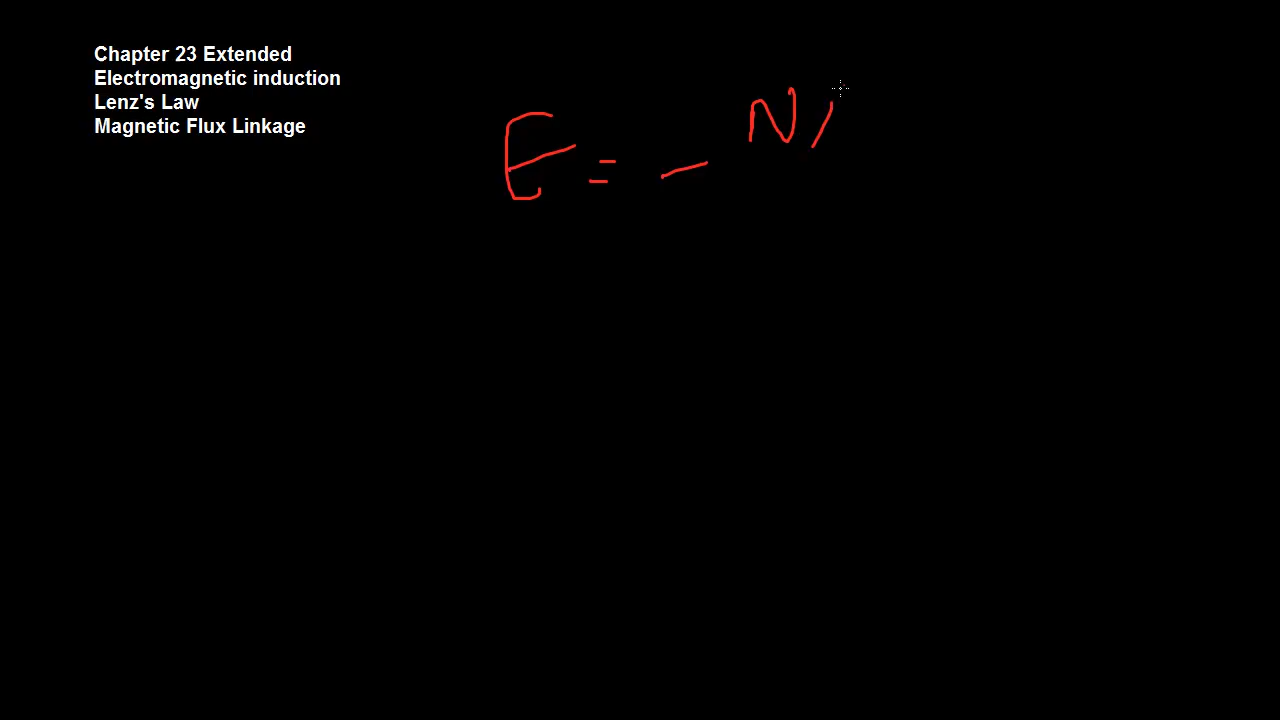 Chapter 23 Extended
Electromagnetic induction
Lenz's Law
Magnetic Flux Linkage
E = - N